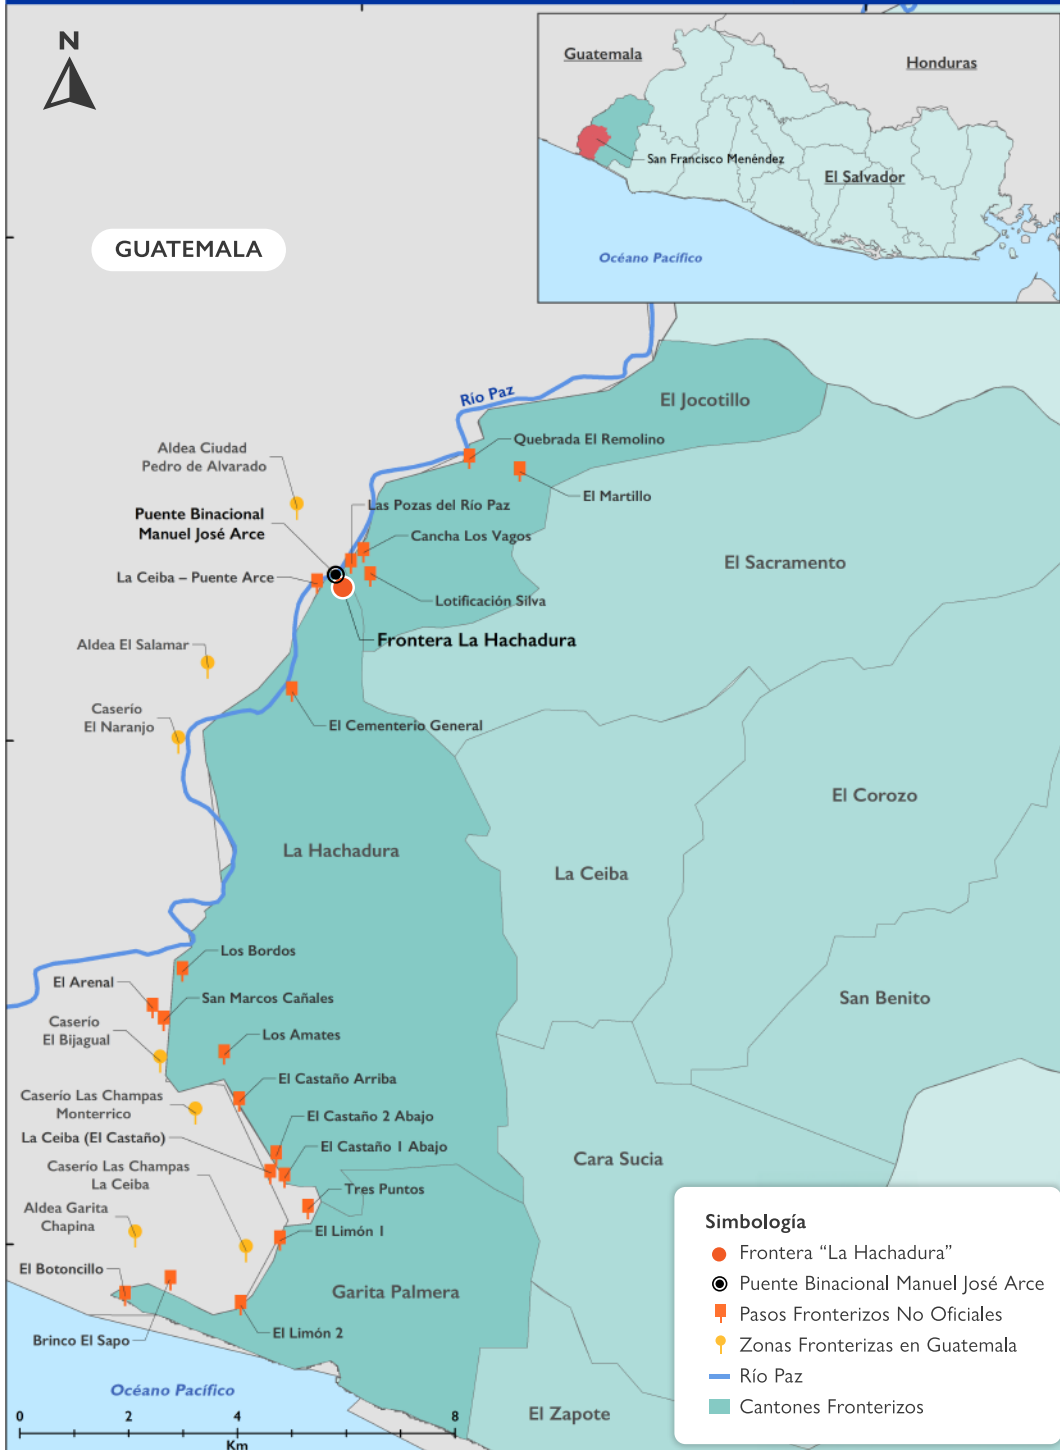 N
Guatemala
Honduras
San Francisco Menéndez
El Salvador
Océano Pacífico
GUATEMALA
Río Paz
El Jocotillo
Quebrada El Remolino
Aldea Ciudad
Pedro de Alvarado
El Martillo
Las Pozas del Río Paz
Puente Binacional
Manuel José Arce
Cancha Los Vagos
El Sacramento
La Ceiba – Puente Arce
Lotificación Silva
Frontera La Hachadura
Aldea El Salamar
Caserío
El Naranjo
El Cementerio General
El Corozo
La Hachadura
La Ceiba
Los Bordos
El Arenal
San Marcos Cañales
San Benito
Caserío
El Bijagual
Los Amates
El Castaño Arriba
Caserío Las Champas
Monterrico
El Castaño 2 Abajo
La Ceiba (El Castaño)
El Castaño 1 Abajo
Cara Sucia
Caserío Las Champas
La Ceiba
Tres Puntos
Aldea Garita
Chapina
El Limón 1
El Botoncillo
Garita Palmera
Brinco El Sapo
El Limón 2
Océano Pacífico
El Zapote
0 2 4 8
Km
Simbología
Frontera “La Hachadura”
Puente Binacional Manuel José Arce
Pasos Fronterizos No Oficiales
Zonas Fronterizas en Guatemala
Río Paz
Cantones Fronterizos